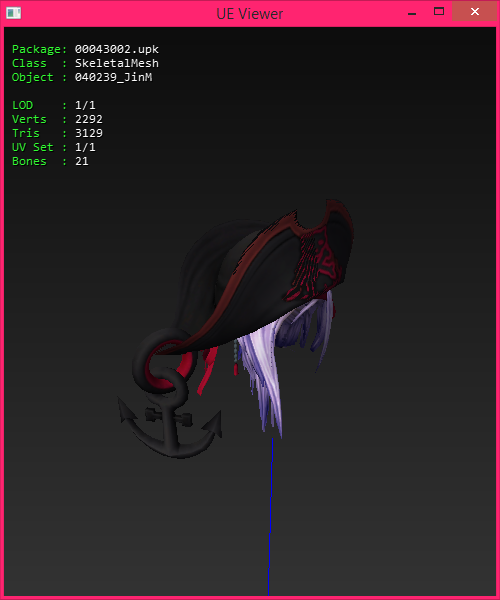 UE Viewer
Package: 00043002.upk
Class : SkeletalMesh
Object : 040239_JinM
LOD : 1/1
Verts : 2292
Tris : 3129
UV Set : 1/1
Bones : 21